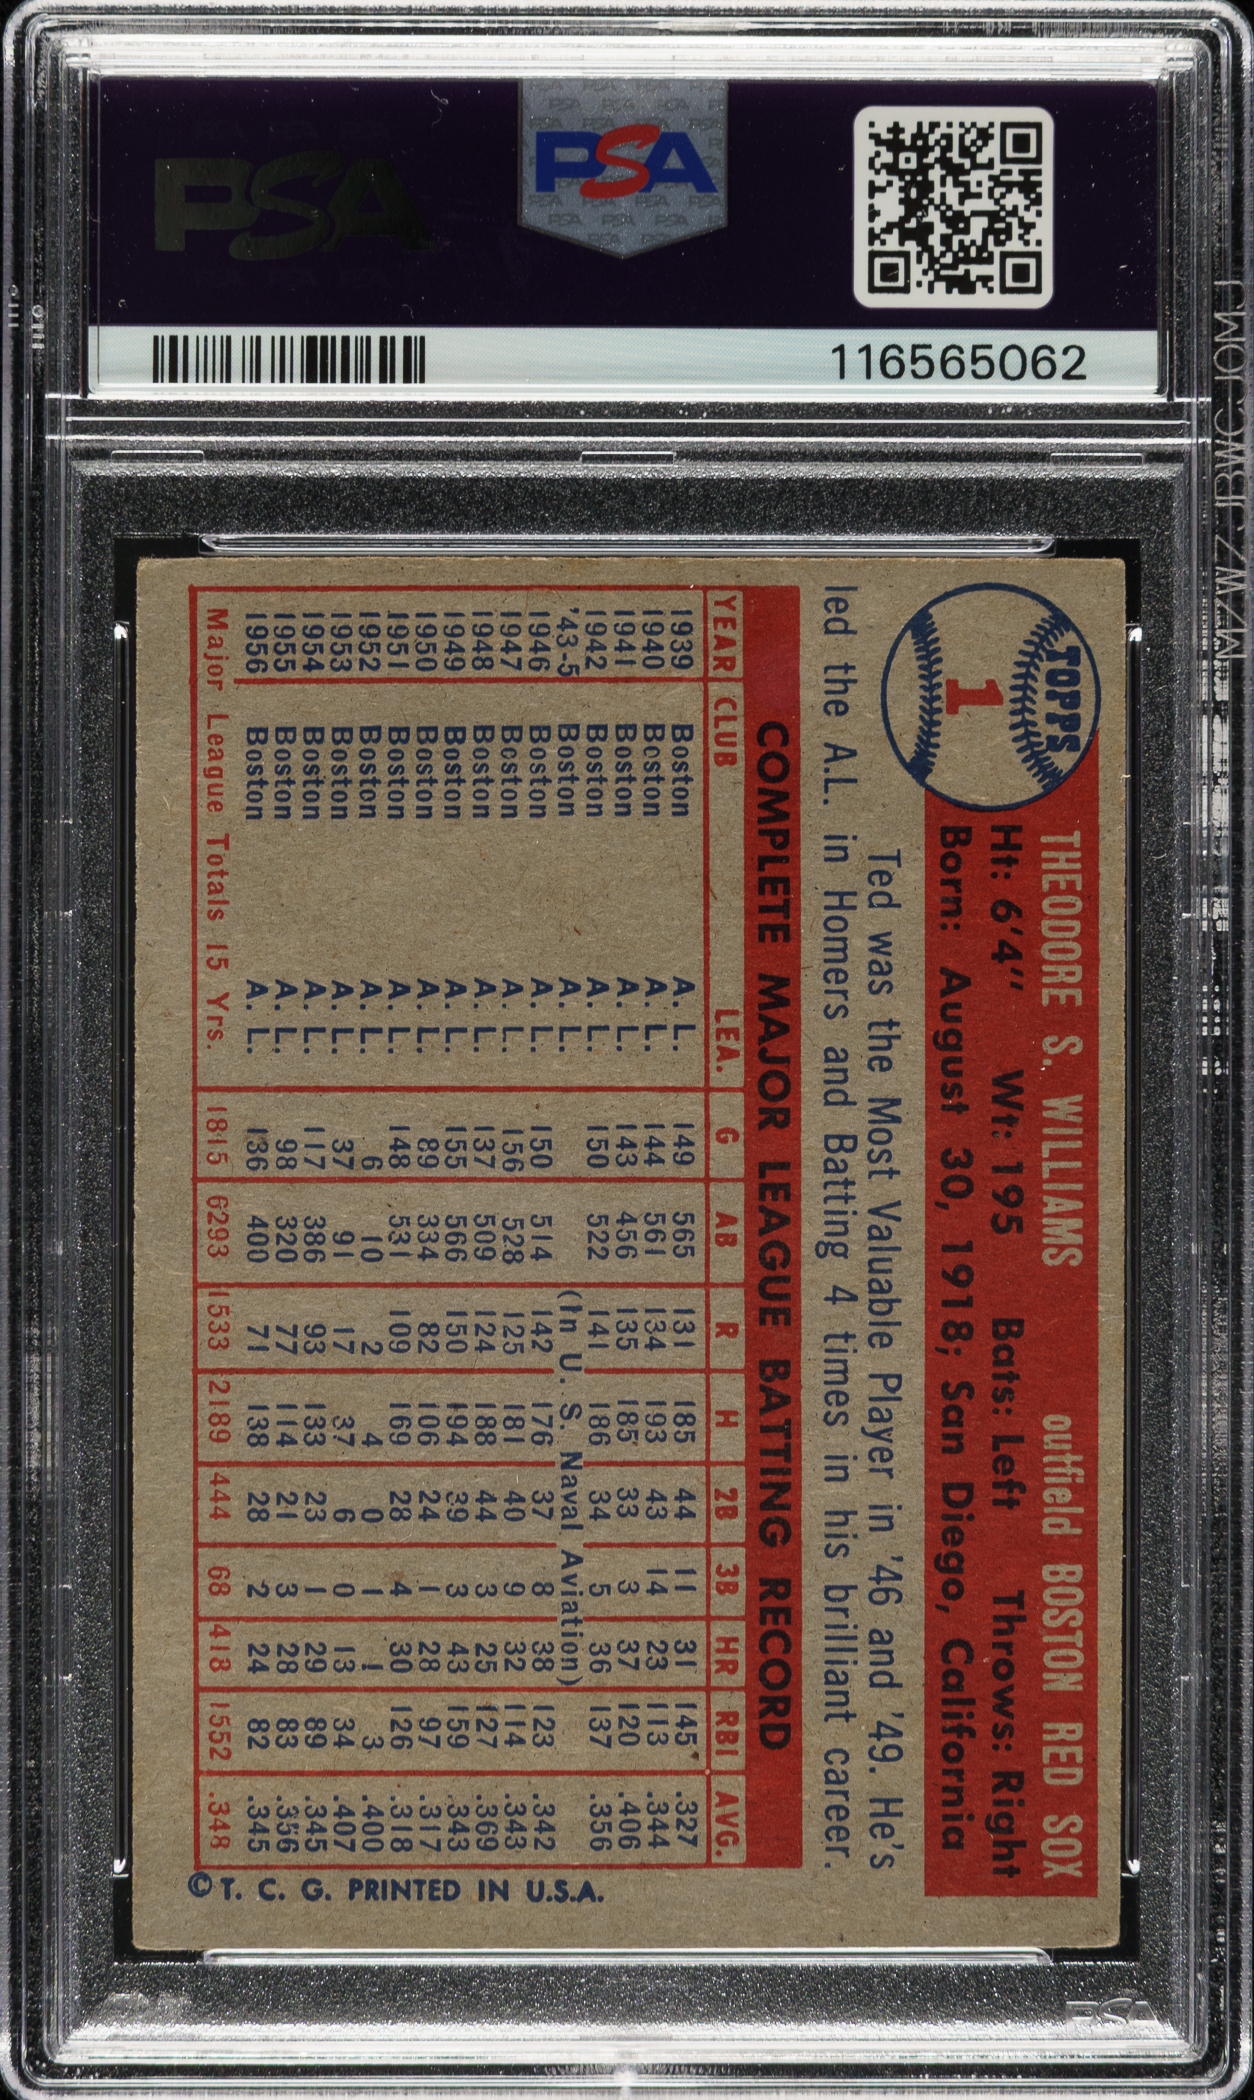 PSA
PSA
116565062
TOPPS
1
THEODORE S. WILLIAMS outfield BOSTON RED SOX
Ht: 6'4" Wt: 195 Bats: Left Throws: Right
Born: August 30, 1918; San Diego, California
Ted was the Most Valuable Player in '46 and '49. He's
led the A.L. in Homers and Batting 4 times in his brilliant career.
COMPLETE MAJOR LEAGUE BATTING RECORD
YEAR CLUB LEA. G AB R H 2B 3B HR RBI AVG.
1939 Boston A. L. 149 565 131 185 44 11 31 145 .327
1940 Boston A. L. 144 561 134 193 43 14 23 113 .344
1941 Boston A. L. 143 456 135 185 33 3 37 120 .406
1942 Boston A. L. 150 522 141 186 34 5 36 137 .356
'43-5 Boston A. L. (In U. S. Naval Aviation)
1946 Boston A. L. 150 514 142 176 37 8 38 123 .342
1947 Boston A. L. 156 528 125 181 40 9 32 114 .343
1948 Boston A. L. 137 509 124 188 44 3 25 127 .369
1949 Boston A. L. 155 566 150 194 39 3 43 159 .343
1950 Boston A. L. 89 334 82 106 24 1 28 97 .317
1951 Boston A. L. 148 531 109 169 28 4 30 126 .318
1952 Boston A. L. 6 10 2 4 0 1 1 3 .400
1953 Boston A. L. 37 91 17 37 6 0 13 34 .407
1954 Boston A. L. 117 386 93 133 23 1 29 89 .345
1955 Boston A. L. 98 320 77 114 21 3 28 83 .356
1956 Boston A. L. 136 400 71 138 28 2 24 82 .345
Major League Totals 15 Yrs. 1815 6293 1533 2189 444 68 418 1552 .348
© T. C. G. PRINTED IN U.S.A.
PSA